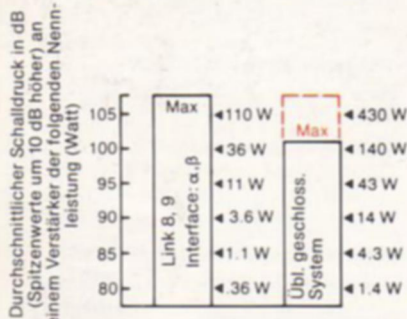 Durchschnittlicher Schalldruck in dB
(Spitzenwerte um 10 dB höher) an
einem Verstärker der folgenden Nenn-
leistung (Watt)
105
100
95
90
85
80
Max
Link 8, 9
Interface: α,β
◄110 W
◄36 W
◄11 W
◄3.6 W
◄1.1 W
◄.36 W
Max
Übl. geschloss.
System
◄430 W
◄140 W
◄43 W
◄14 W
◄4.3 W
◄1.4 W